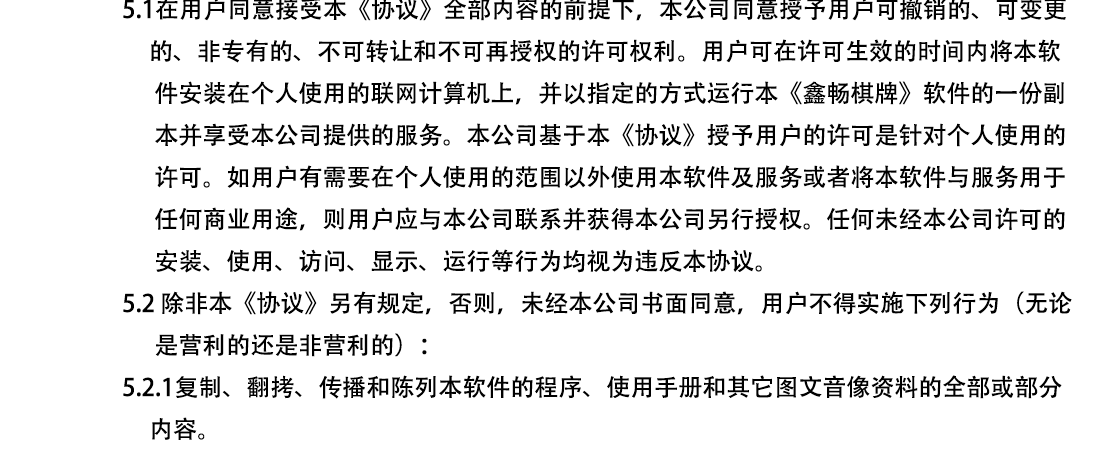 5.1在用户同意接受本《协议》全部内容的前提下，本公司同意授予用户可撤销的、可变更
的、非专有的、不可转让和不可再授权的许可权利。用户可在许可生效的时间内将本软
件安装在个人使用的联网计算机上，并以指定的方式运行本《鑫畅棋牌》软件的一份副
本并享受本公司提供的服务。本公司基于本《协议》授予用户的许可是针对个人使用的
许可。如用户有需要在个人使用的范围以外使用本软件及服务或者将本软件与服务用于
任何商业用途，则用户应与本公司联系并获得本公司另行授权。任何未经本公司许可的
安装、使用、访问、显示、运行等行为均视为违反本协议。
5.2 除非本《协议》另有规定，否则，未经本公司书面同意，用户不得实施下列行为（无论
是营利的还是非营利的）：
5.2.1复制、翻拷、传播和陈列本软件的程序、使用手册和其它图文音像资料的全部或部分
内容。